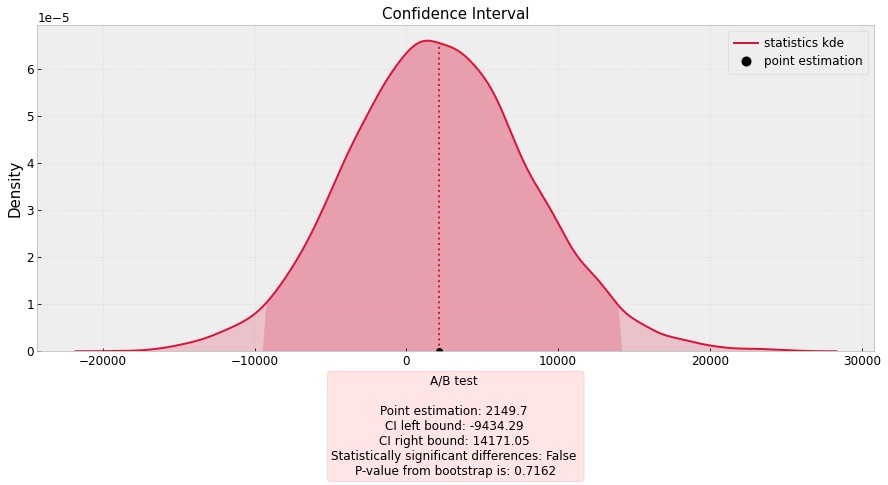 Confidence Interval
1e−5
statistics kde
point estimation
6
5
4
3
2
1
0
Density
−20000
−10000
0
10000
20000
30000
A/B test
Point estimation: 2149.7
CI left bound: -9434.29
CI right bound: 14171.05
Statistically significant differences: False
P-value from bootstrap is: 0.7162